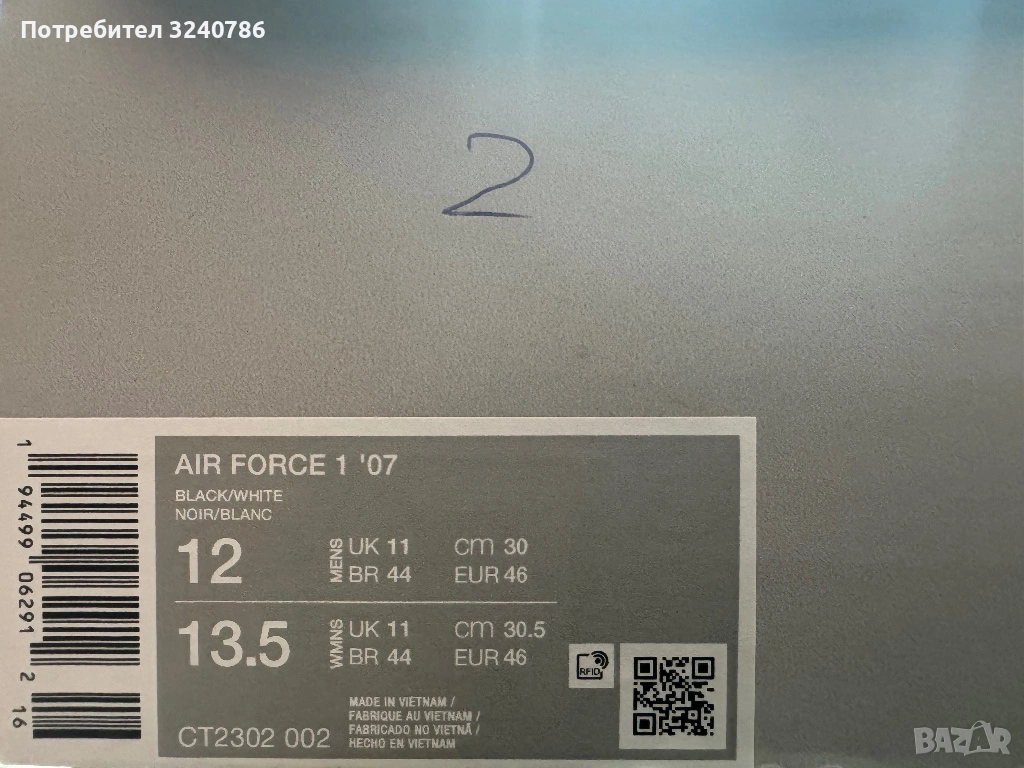 Потребител 3240786
2
AIR FORCE 1 '07
BLACK/WHITE
NOIR/BLANC
12
MENS
UK 11
cm 30
BR 44
EUR 46
13.5
WMNS
UK 11
cm 30.5
BR 44
EUR 46
RFID
MADE IN VIETNAM /
FABRIQUE AU VIETNAM /
FABRICADO NO VIETNÃ /
HECHO EN VIETNAM
CT2302 002
1 94499 06291 2 16
BAZAR